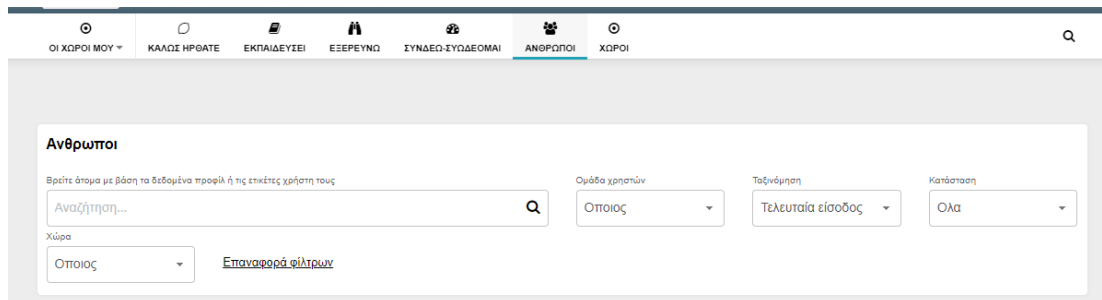 ΟΙ ΧΩΡΟΙ ΜΟΥ ΚΑΛΩΣ ΗΡΘΑΤΕ ΕΚΠΑΙΔΕΥΣΕΙ ΕΞΕΡΕΥΝΩ ΣΥΝΔΕΩ-ΣΥΩΔΕΟΜΑΙ ΑΝΘΡΩΠΟΙ ΧΩΡΟΙ
Ανθρωποι
Βρείτε άτομα με βάση τα δεδομένα προφίλ ή τις ετικέτες χρήστη τους Ομάδα χρηστών Ταξινόμηση Κατάσταση
Αναζήτηση... Οποιος Τελευταία είσοδος Ολα
Χώρα
Οποιος Επαναφορά φίλτρων